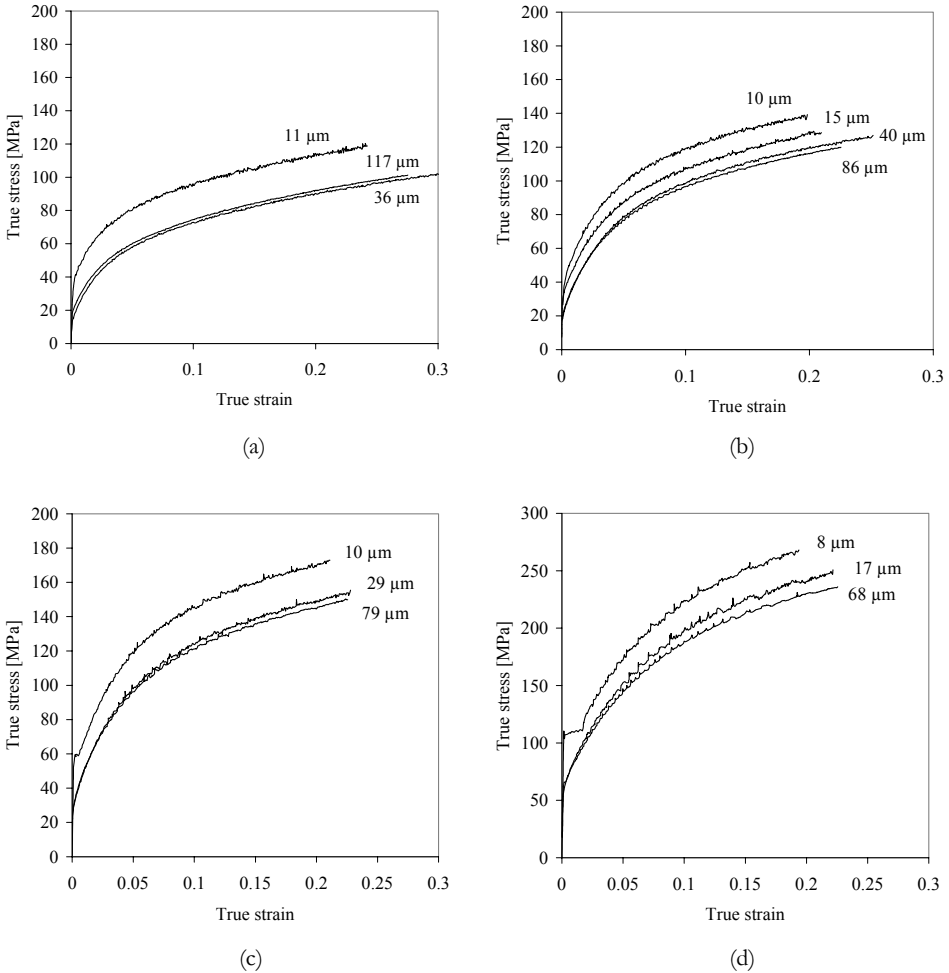 200
180
160
140
120
100
80
60
40
20
0
True stress [MPa]
11 µm
117 µm
36 µm
0 0.1 0.2 0.3
True strain
(a)
200
180
160
140
120
100
80
60
40
20
0
True stress [MPa]
10 µm
15 µm
40 µm
86 µm
0 0.1 0.2 0.3
True strain
(b)
200
180
160
140
120
100
80
60
40
20
0
True stress [MPa]
10 µm
29 µm
79 µm
0 0.05 0.1 0.15 0.2 0.25 0.3
True strain
(c)
300
250
200
150
100
50
0
True stress [MPa]
8 µm
17 µm
68 µm
0 0.05 0.1 0.15 0.2 0.25 0.3
True strain
(d)